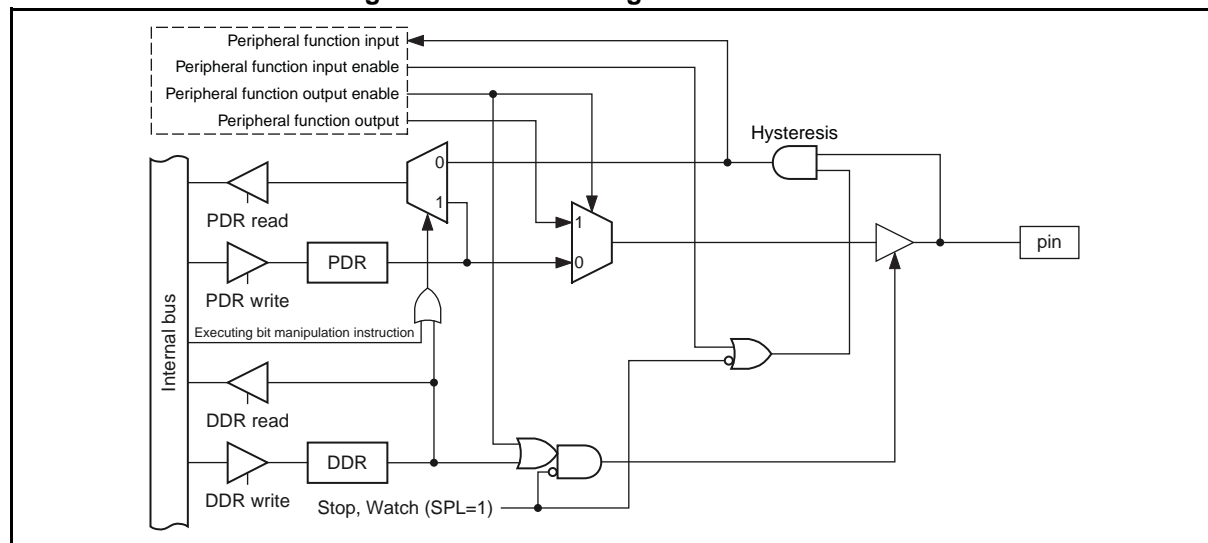 Peripheral function input
Peripheral function input enable
Peripheral function output enable
Peripheral function output
Hysteresis
0
1
PDR read
1
0
pin
PDR
PDR write
Executing bit manipulation instruction
Internal bus
DDR read
DDR
DDR write
Stop, Watch (SPL=1)